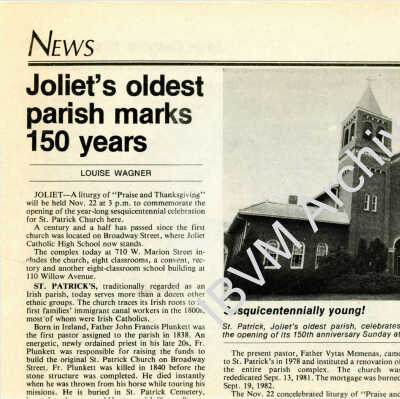 NEWS
Joliet's oldest
parish marks
150 years
LOUISE WAGNER
JOLIET—A liturgy of "Praise and Thanksgiving"
will be held Nov. 22 at 3 p.m. to commemorate the
opening of the year-long sesquicentennial celebration
for St. Patrick Church here.
A century and a half has passed since the first
church was located on Broadway Street, where Joliet
Catholic High School now stands.
The complex today at 710 W. Marion Street in-
cludes the church, eight classrooms, a convent, rec-
tory and another eight-classroom school building at
110 Willow Avenue.
ST. PATRICK'S, traditionally regarded as an
Irish parish, today serves more than a dozen other
ethnic groups. The church traces its Irish roots to
first families' immigrant canal workers in the 1800s,
most of whom were Irish Catholics.
Born in Ireland, Father John Francis Plunkett was
the first pastor assigned to the parish in 1838. An
energetic, newly ordained priest in his late 20s, Fr.
Plunkett was responsible for raising the funds to
build the original St. Patrick Church on Broadway
Street. Fr. Plunkett was killed in 1840 before the
stone structure was completed. He died instantly
when he was thrown from his horse while touring his
missions. He is buried in St. Patrick Cemetery,
IBVM Archiv
esquicentennially young!
St. Patrick, Joliet's oldest parish, celebrates
the opening of its 150th anniversary Sunday at
The present pastor, Father Vytas Memenas, came
to St. Patrick's in 1978 and instituted a renovation of
the entire parish complex. The church was
rededicated Sept. 13, 1981. The mortgage was burned
Sept. 19, 1982.
The Nov. 22 concelebrated liturgy of "Praise and